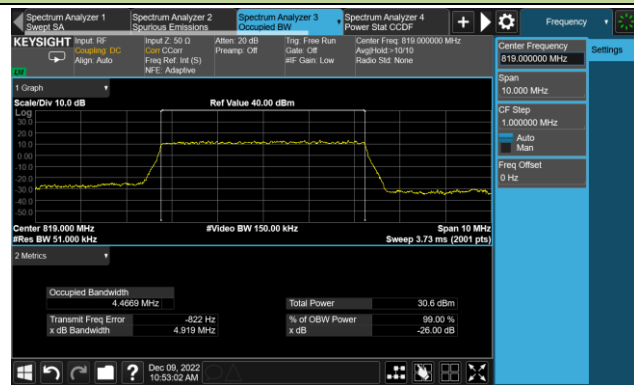 Spectrum Analyzer 1
Swept SA
Spectrum Analyzer 2
Spurious Emissions
Spectrum Analyzer 3
Occupied BW
Spectrum Analyzer 4
Power Stat CCDF
Frequency
KEYSIGHT
Input: RF
Coupling: DC
Align: Auto
Input Z: 50 Ω
Corr CCorr
Freq Ref: Int (S)
NFE: Adaptive
Atten: 20 dB
Preamp: Off
Trig: Free Run
Gate: Off
#IF Gain: Low
Center Freq: 819.000000 MHz
Avg|Hold:>10/10
Radio Std: None
1 Graph
Scale/Div 10.0 dB
Ref Value 40.00 dBm
Log
30.0
20.0
10.0
0.00
-10.0
-20.0
-30.0
-40.0
-50.0
Center 819.000 MHz
#Video BW 150.00 kHz
Span 10 MHz
#Res BW 51.000 kHz
Sweep 3.73 ms (2001 pts)
2 Metrics
Occupied Bandwidth
4.4669 MHz
Total Power 30.6 dBm
Transmit Freq Error -822 Hz
% of OBW Power 99.00 %
x dB Bandwidth 4.919 MHz
x dB -26.00 dB
Center Frequency
819.000000 MHz
Settings
Span
10.000 MHz
CF Step
1.000000 MHz
Auto
Man
Freq Offset
0 Hz
Dec 09, 2022
10:53:02 AM